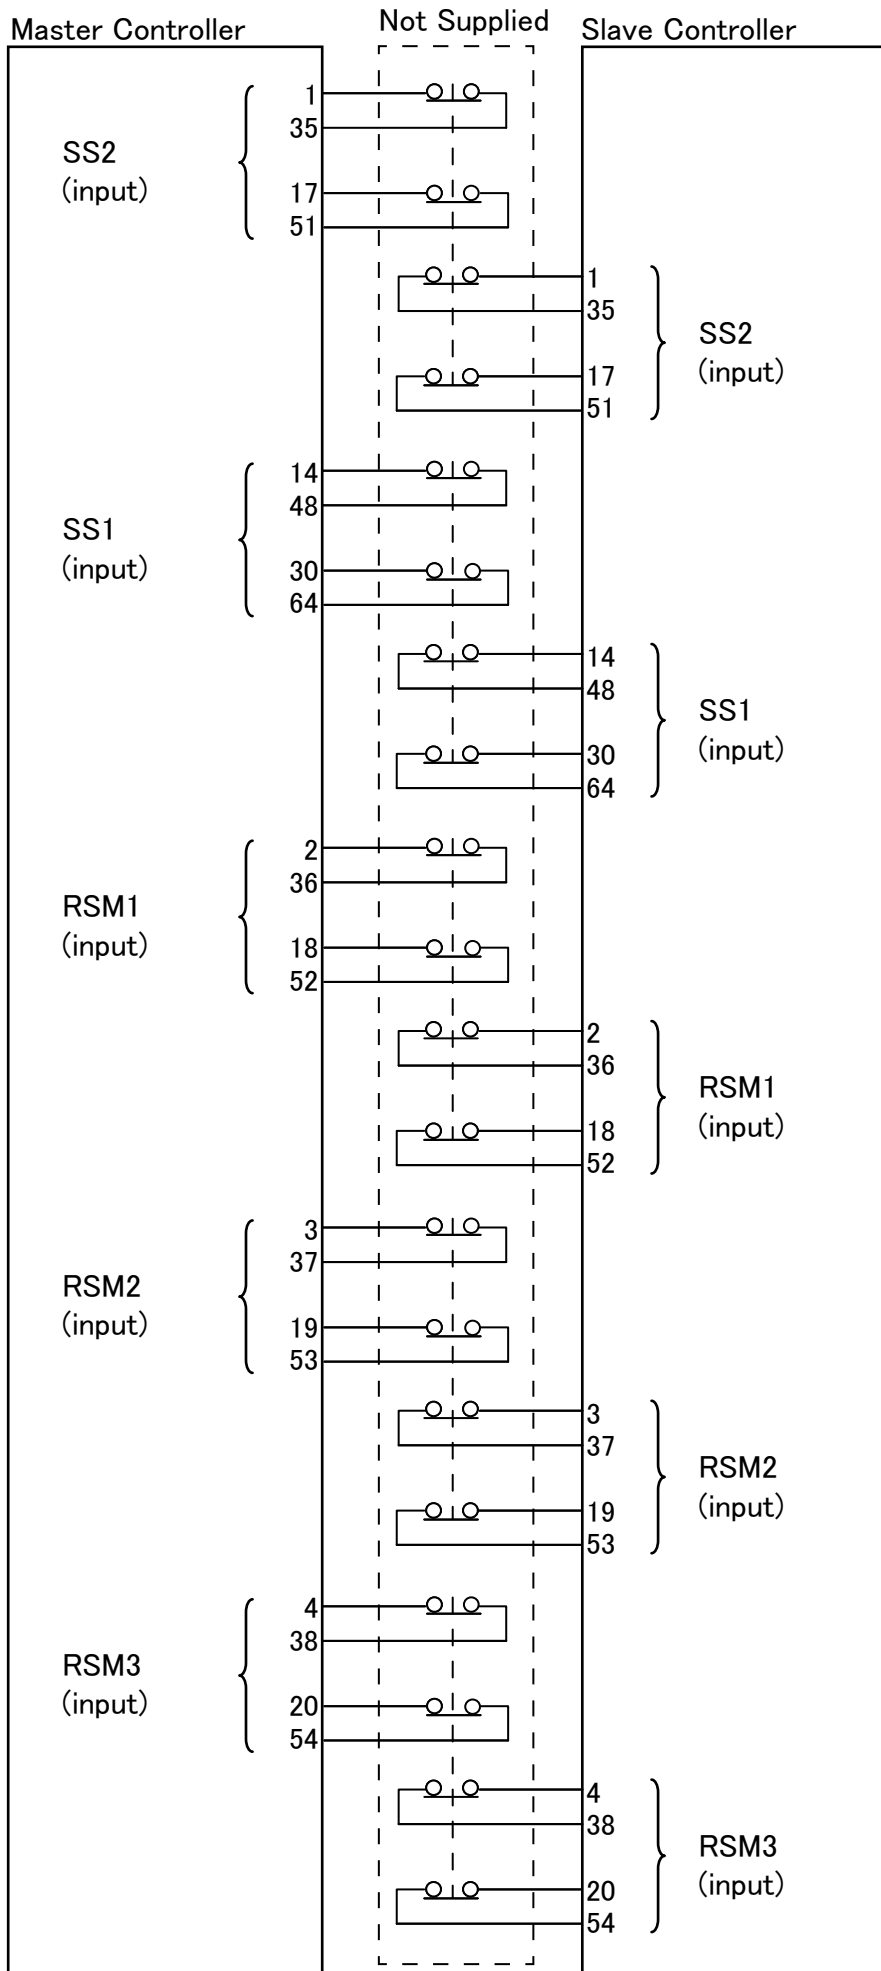 Master Controller
Not Supplied
Slave Controller
1
35
SS2
(input)
17
51
1
35
SS2
(input)
17
51
14
48
SS1
(input)
30
64
14
48
SS1
(input)
30
64
2
36
RSM1
(input)
18
52
2
36
RSM1
(input)
18
52
3
37
RSM2
(input)
19
53
3
37
RSM2
(input)
19
53
4
38
RSM3
(input)
20
54
4
38
RSM3
(input)
20
54